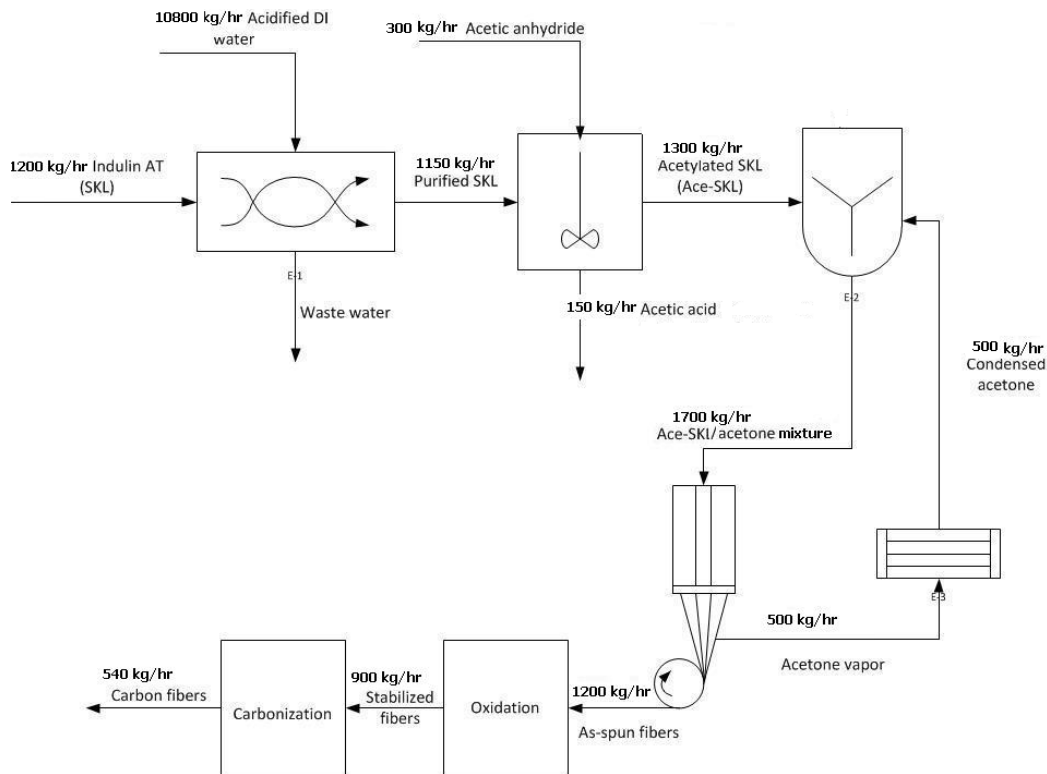 10800 kg/hr Acidified DI
water
300 kg/hr Acetic anhydride
1200 kg/hr Indulin AT
(SKL)
1150 kg/hr
Purified SKL
1300 kg/hr
Acetylated SKL
(Ace-SKL)
E-1
Waste water
150 kg/hr Acetic acid
E-2
500 kg/hr
Condensed
acetone
1700 kg/hr
Ace-SKL/acetone mixture
E-3
500 kg/hr
Acetone vapor
540 kg/hr
Carbon fibers
Carbonization
900 kg/hr
Stabilized
fibers
Oxidation
1200 kg/hr
As-spun fibers